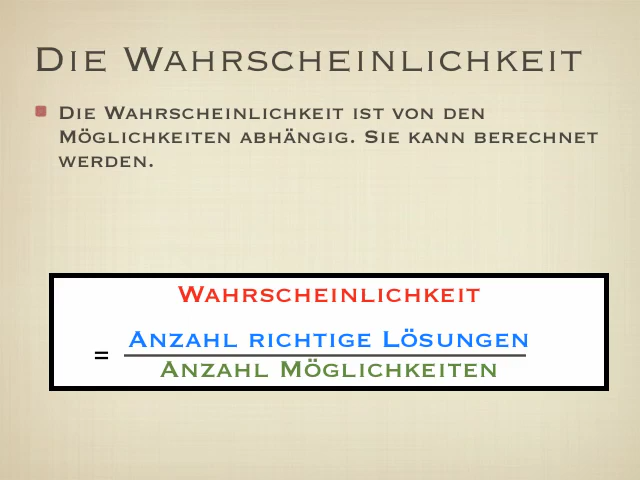 Die Wahrscheinlichkeit
Die Wahrscheinlichkeit ist von den
Möglichkeiten abhängig. Sie kann berechnet
werden.
Wahrscheinlichkeit
Anzahl richtige Lösungen
=
Anzahl Möglichkeiten